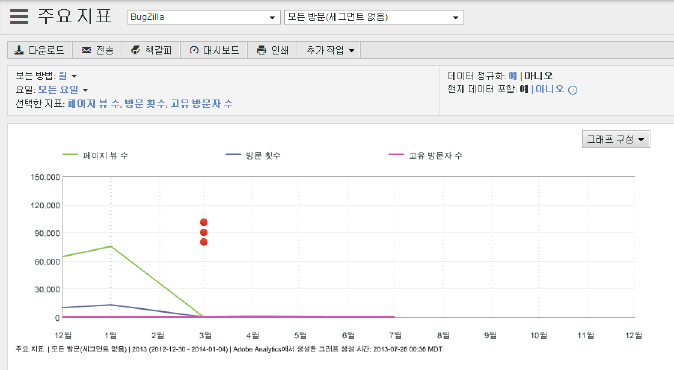 주요 지표 BugZilla 모든 방문(세그먼트 없음)
다운로드 전송 책갈피 대시보드 인쇄 추가 작업
보는 방법: 월
데이터 정규화: 예 | 아니오
요일: 모든 요일
현재 데이터 포함: 예 | 아니오
선택한 지표: 페이지 뷰 수, 방문 횟수, 고유 방문자 수
그래프 구성
페이지 뷰 수 방문 횟수 고유 방문자 수
150,000
120,000
90,000
60,000
30,000
0
12월 1월 2월 3월 4월 5월 6월 7월 8월 9월 10월 11월 12월
주요 지표 | 모든 방문(세그먼트 없음) | 2013 (2012-12-30 - 2014-01-04) | Adobe Analytics에서 생성한 그래프 생성 시간: 2013-07-26 00:36 MDT